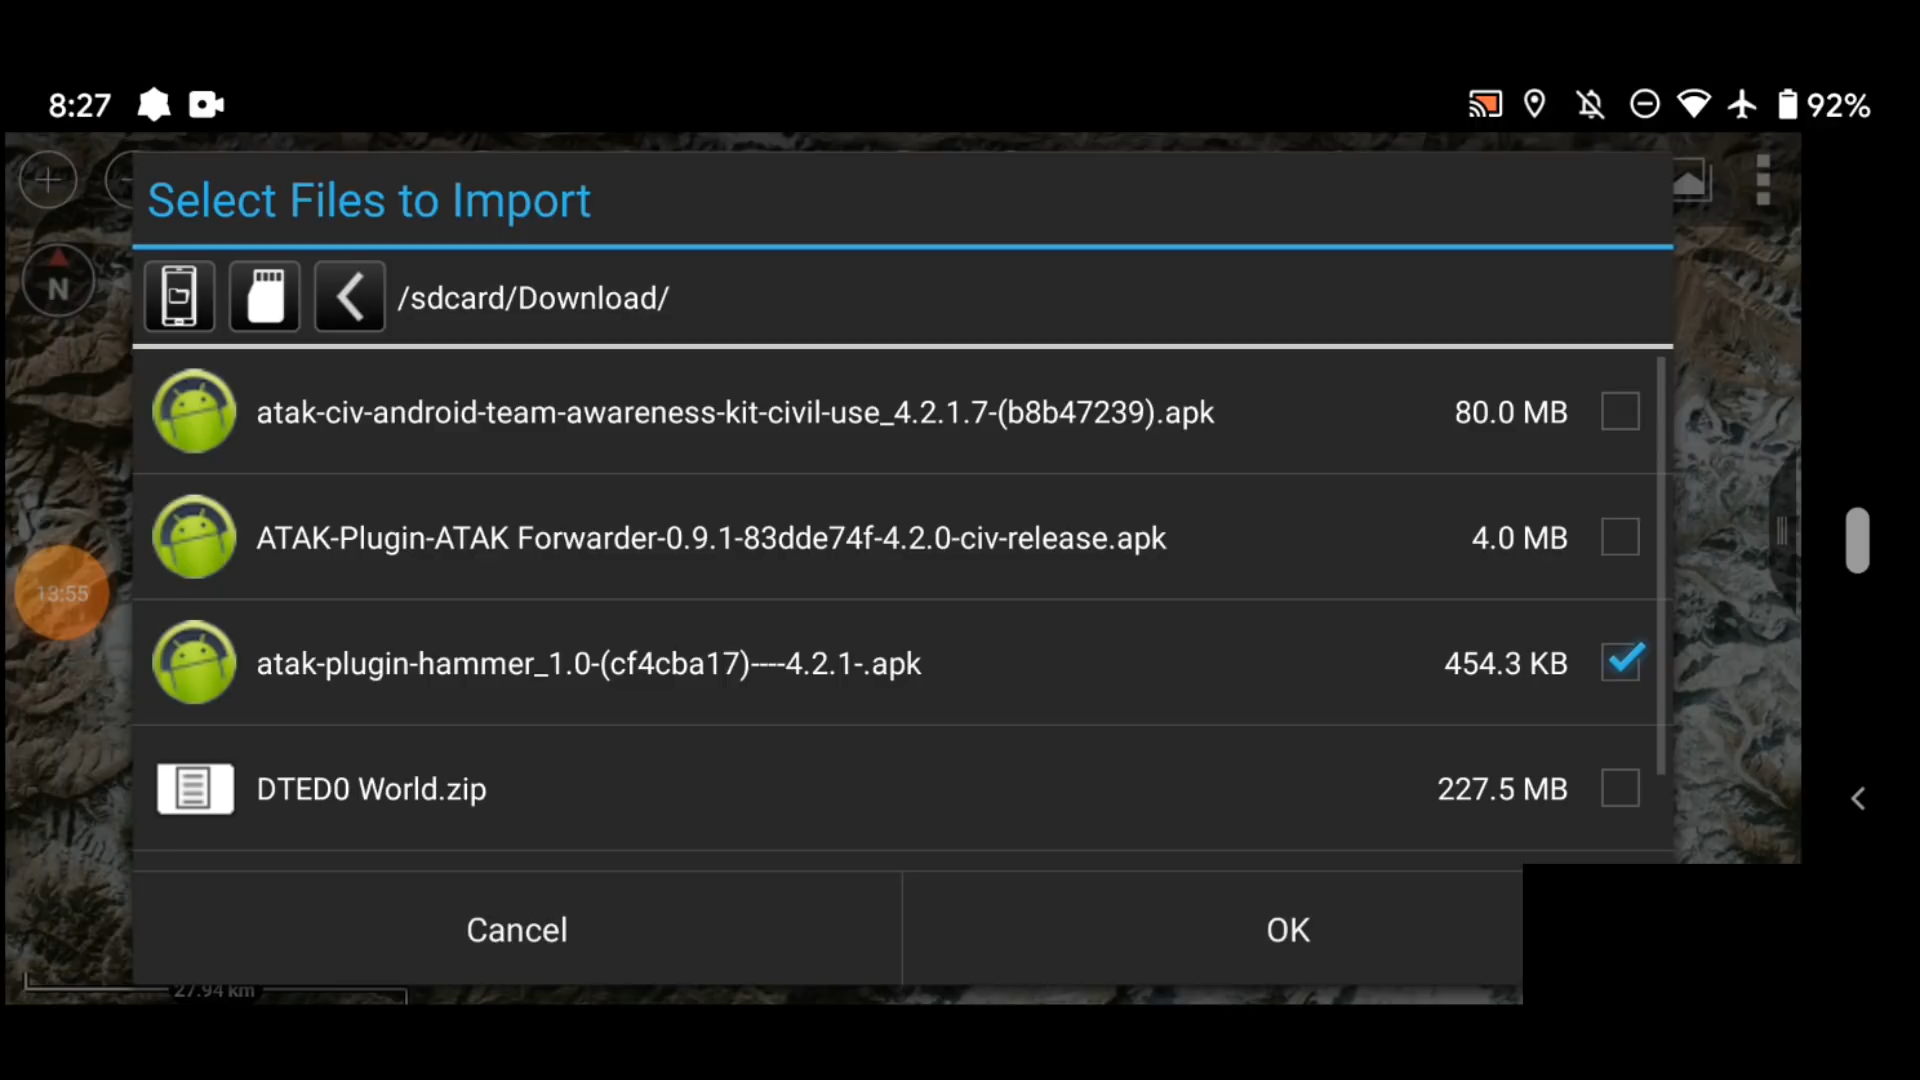 8:27
92%
Select Files to Import
N
/sdcard/Download/
atak-civ-android-team-awareness-kit-civil-use_4.2.1.7-(b8b47239).apk 80.0 MB
ATAK-Plugin-ATAK Forwarder-0.9.1-83dde74f-4.2.0-civ-release.apk 4.0 MB
13:55
atak-plugin-hammer_1.0-(cf4cba17)----4.2.1-.apk 454.3 KB
DTED0 World.zip 227.5 MB
Cancel OK
27.94 km